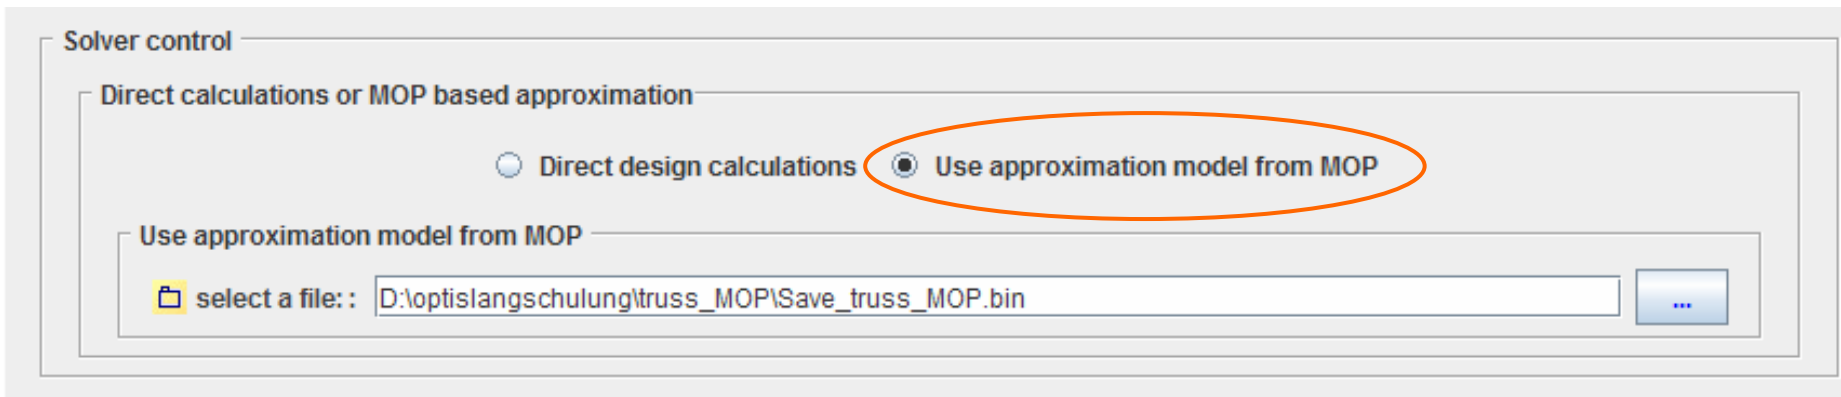 Solver control
Direct calculations or MOP based approximation
Direct design calculations Use approximation model from MOP
Use approximation model from MOP
select a file: : D:\optislangschulung\truss_MOP\Save_truss_MOP.bin ...